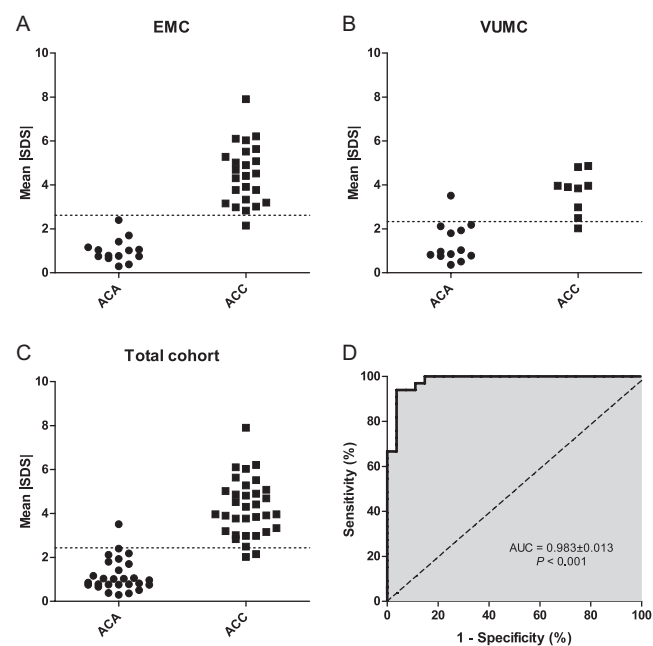 A
EMC
Mean |SDS|
10
8
6
4
2
0
ACA
ACC
B
VUMC
Mean |SDS|
10
8
6
4
2
0
ACA
ACC
C
Total cohort
Mean |SDS|
10
8
6
4
2
0
ACA
ACC
D
Sensitivity (%)
100
80
60
40
20
0
AUC = 0.983±0.013
P < 0.001
0 20 40 60 80 100
1 - Specificity (%)